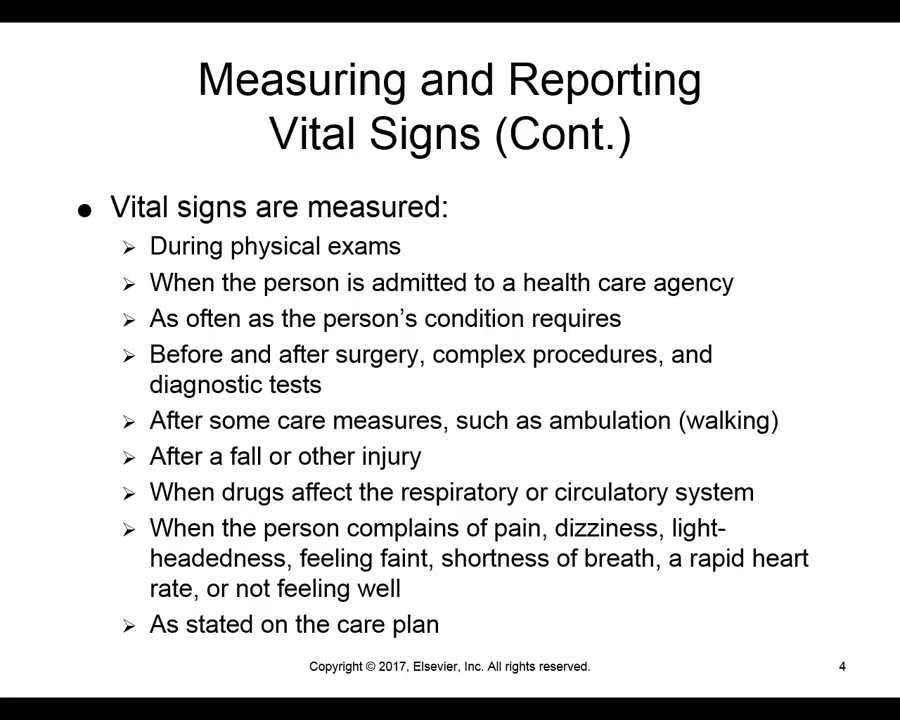 Measuring and Reporting
Vital Signs (Cont.)
● Vital signs are measured:
➢ During physical exams
➢ When the person is admitted to a health care agency
➢ As often as the person’s condition requires
➢ Before and after surgery, complex procedures, and
diagnostic tests
➢ After some care measures, such as ambulation (walking)
➢ After a fall or other injury
➢ When drugs affect the respiratory or circulatory system
➢ When the person complains of pain, dizziness, light-
headedness, feeling faint, shortness of breath, a rapid heart
rate, or not feeling well
➢ As stated on the care plan
Copyright © 2017, Elsevier, Inc. All rights reserved.
4